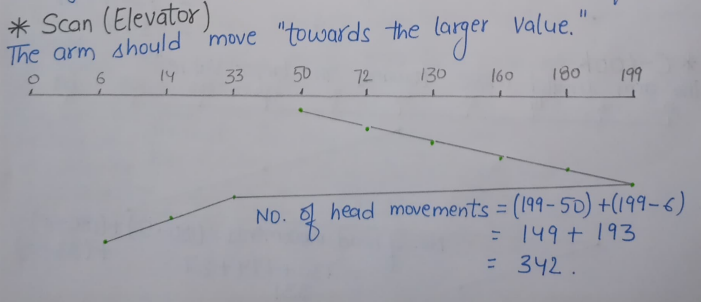 * Scan (Elevator)
The arm should move "towards the larger value."
0 6 14 33 50 72 130 160 180 199
No. of head movements = (199-50) + (199-6)
= 149 + 193
= 342.